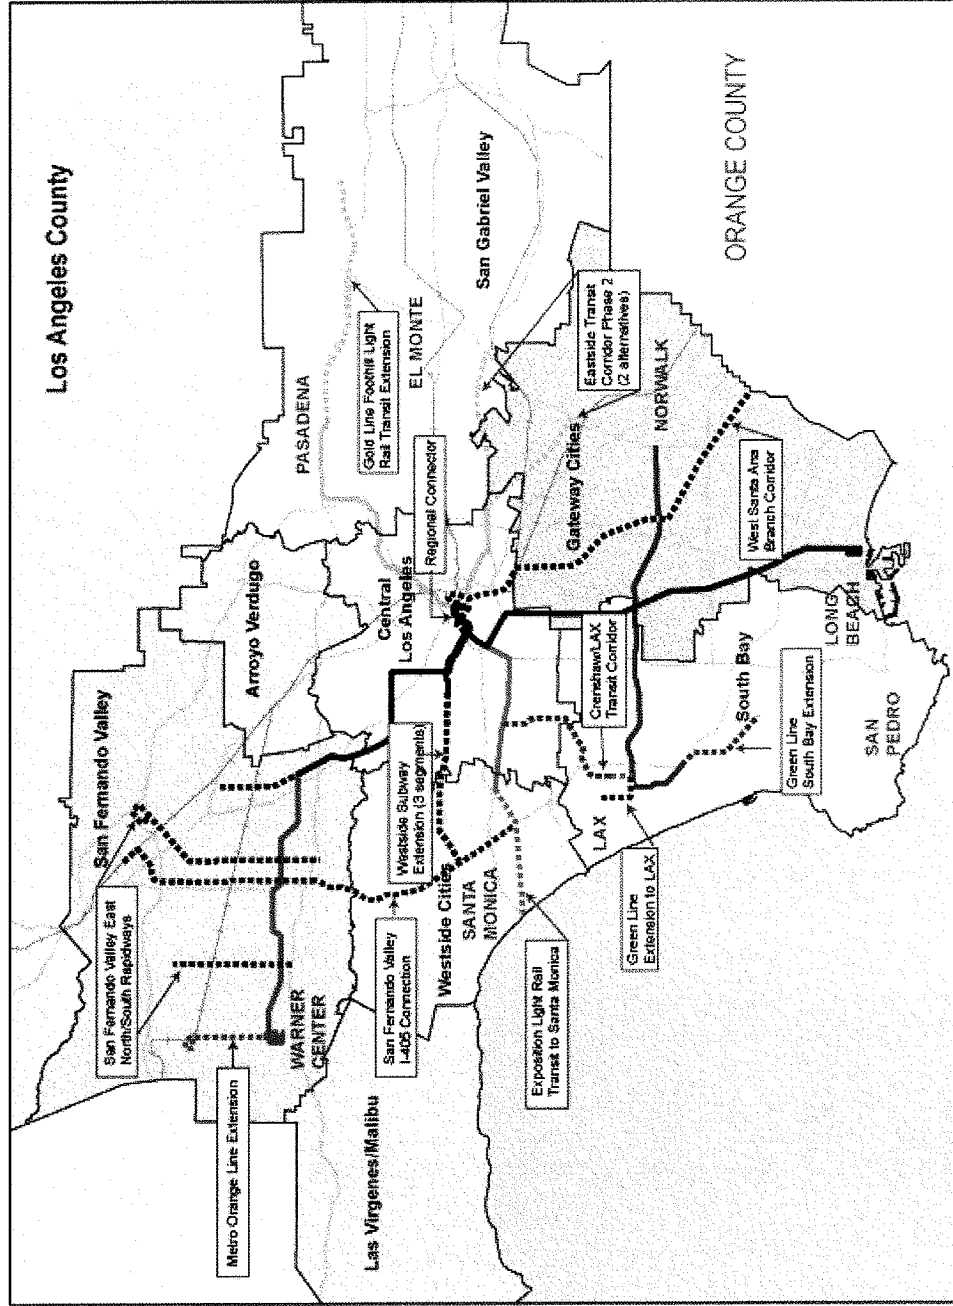 Los Angeles County
San Fernando Valley
San Fernando Valley East
North/South Rapidways
Metro Orange Line Extension
WARNER
CENTER
Arroyo Verdugo
PASADENA
Las Virgenes/Malibu
San Fernando Valley
I-405 Connection
Westside Subway
Extension (3 segments)
Central
Los Angeles
Regional Connector
Gold Line Foothill Light
Rail Transit Extension
EL MONTE
San Gabriel Valley
Westside Cities
SANTA
MONICA
Exposition Light Rail
Transit to Santa Monica
Crenshaw/LAX
Transit Corridor
Gateway Cities
Eastside Transit
Corridor Phase 2
(2 alternatives)
LAX
Green Line
Extension to LAX
NORWALK
ORANGE COUNTY
South Bay
West Santa Ana
Branch Corridor
Green Line
South Bay Extension
LONG
BEACH
SAN
PEDRO